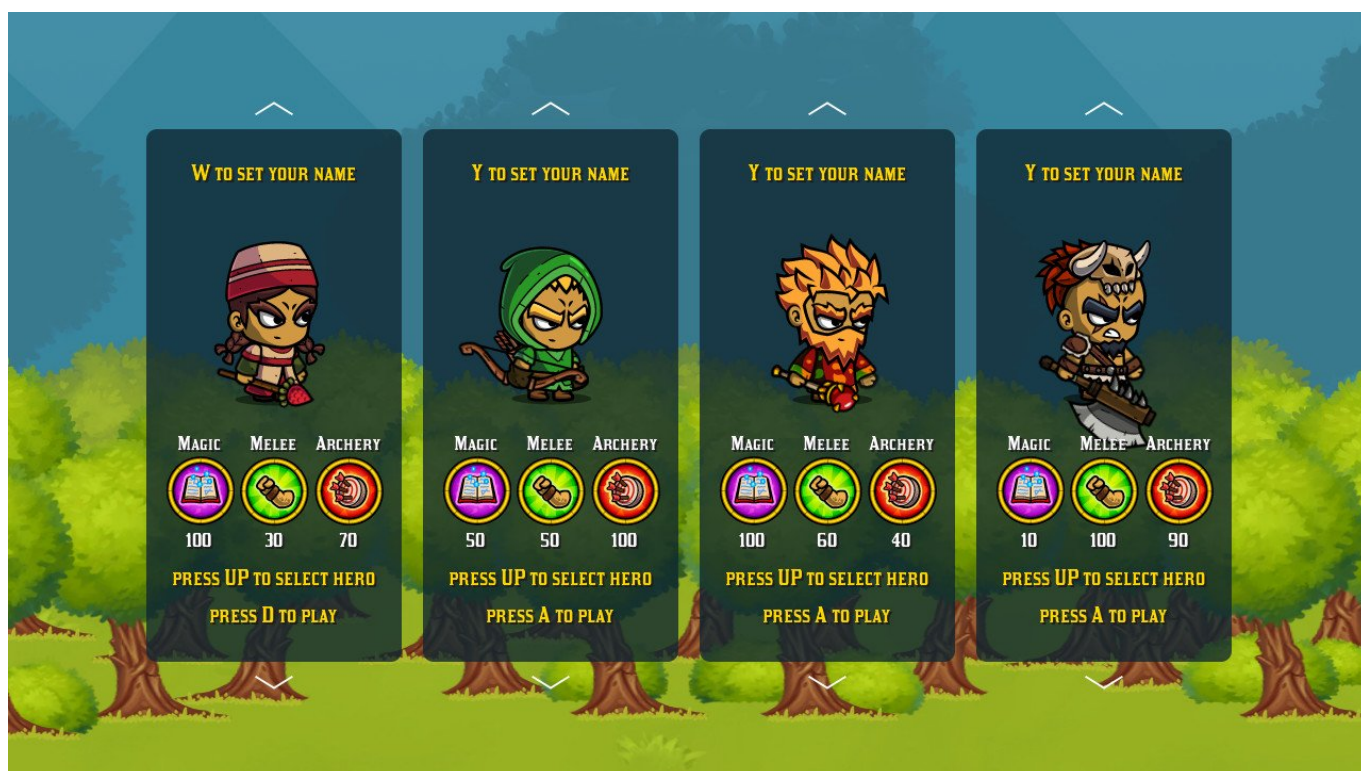 W TO SET YOUR NAME
Magic Melee Archery
100 30 70
PRESS UP TO SELECT HERO
PRESS D TO PLAY
Y TO SET YOUR NAME
Magic Melee Archery
50 50 100
PRESS UP TO SELECT HERO
PRESS A TO PLAY
Y TO SET YOUR NAME
Magic Melee Archery
100 60 40
PRESS UP TO SELECT HERO
PRESS A TO PLAY
Y TO SET YOUR NAME
Magic Melee Archery
10 100 90
PRESS UP TO SELECT HERO
PRESS A TO PLAY